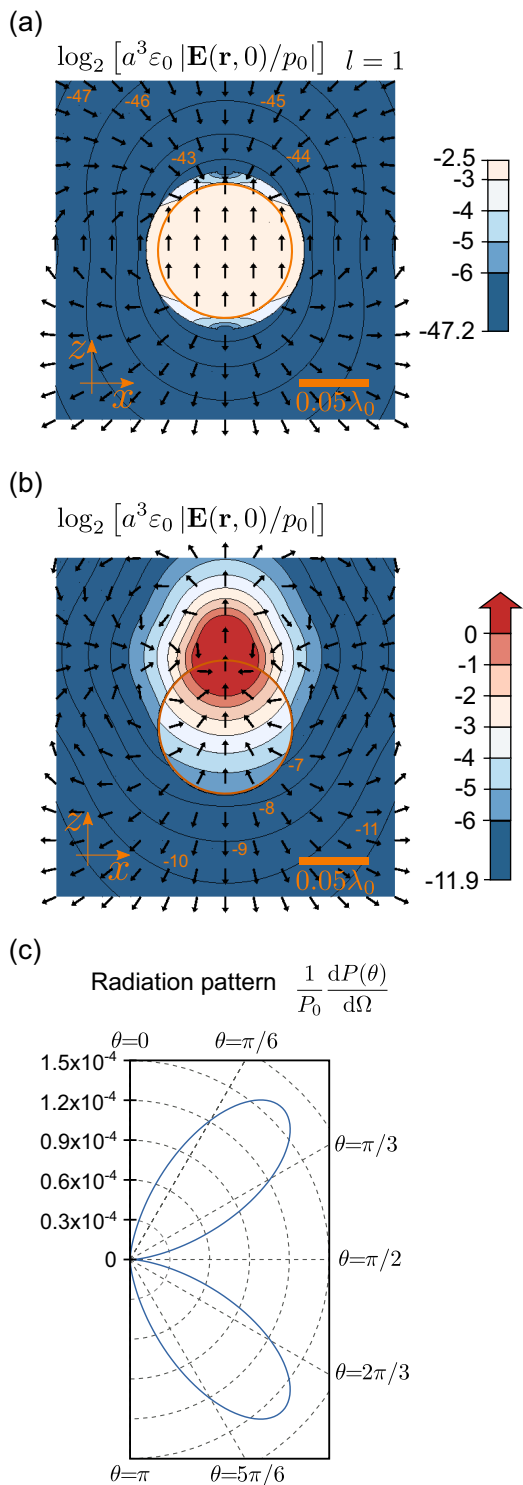 (a)
log₂ [a³ε₀ |E(r, 0)/p₀|] l = 1
-47
-46
-45
-43
-44
-2.5
-3
-4
-5
-6
-47.2
z
x
0.05λ₀
(b)
log₂ [a³ε₀ |E(r, 0)/p₀|]
0
-1
-2
-3
-4
-5
-6
-11.9
-7
-8
-9
-10
-11
z
x
0.05λ₀
(c)
Radiation pattern 1/P₀ dP(θ)/dΩ
θ=0
θ=π/6
1.5x10⁻⁴
1.2x10⁻⁴
0.9x10⁻⁴
0.6x10⁻⁴
0.3x10⁻⁴
0
θ=π/3
θ=π/2
θ=2π/3
θ=π
θ=5π/6